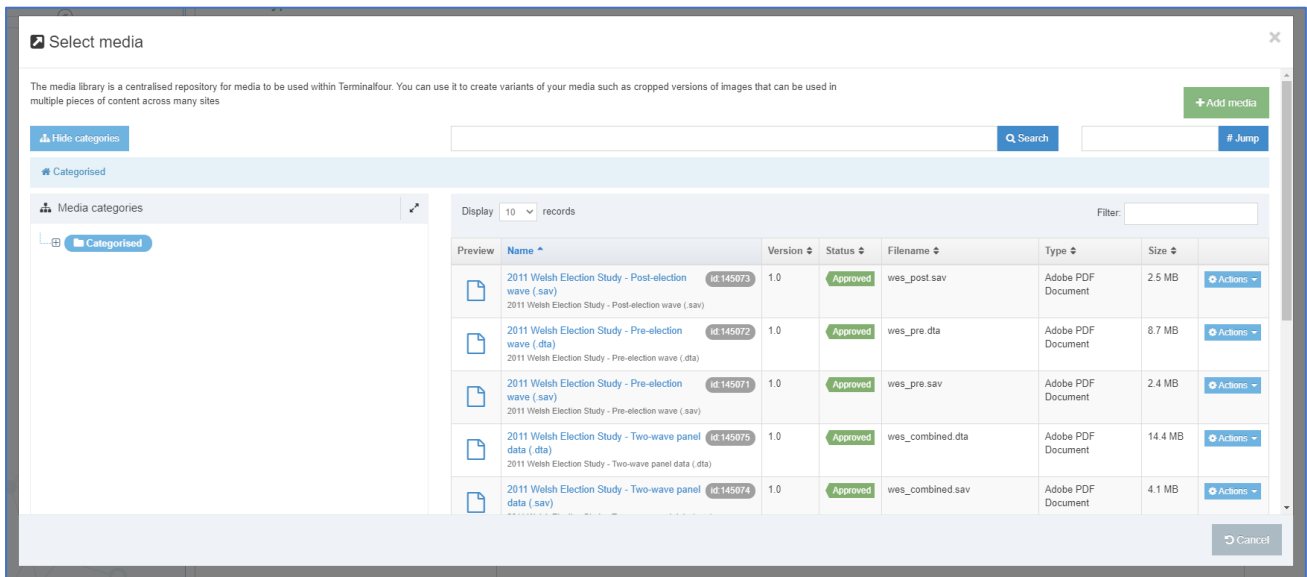 Select media
×
The media library is a centralised repository for media to be used within Terminalfour. You can use it to create variants of your media such as cropped versions of images that can be used in
multiple pieces of content across many sites
+ Add media
Hide categories
Search
# Jump
Categorised
Media categories
Display 10 records
Filter:
Categorised
Preview Name Version Status Filename Type Size
2011 Welsh Election Study - Post-election id:145073 1.0 Approved wes_post.sav Adobe PDF 2.5 MB Actions
wave (.sav) Document
2011 Welsh Election Study - Post-election wave (.sav)
2011 Welsh Election Study - Pre-election id:145072 1.0 Approved wes_pre.dta Adobe PDF 8.7 MB Actions
wave (.dta) Document
2011 Welsh Election Study - Pre-election wave (.dta)
2011 Welsh Election Study - Pre-election id:145071 1.0 Approved wes_pre.sav Adobe PDF 2.4 MB Actions
wave (.sav) Document
2011 Welsh Election Study - Pre-election wave (.sav)
2011 Welsh Election Study - Two-wave panel id:145075 1.0 Approved wes_combined.dta Adobe PDF 14.4 MB Actions
data (.dta) Document
2011 Welsh Election Study - Two-wave panel data (.dta)
2011 Welsh Election Study - Two-wave panel id:145074 1.0 Approved wes_combined.sav Adobe PDF 4.1 MB Actions
data (.sav) Document
Cancel